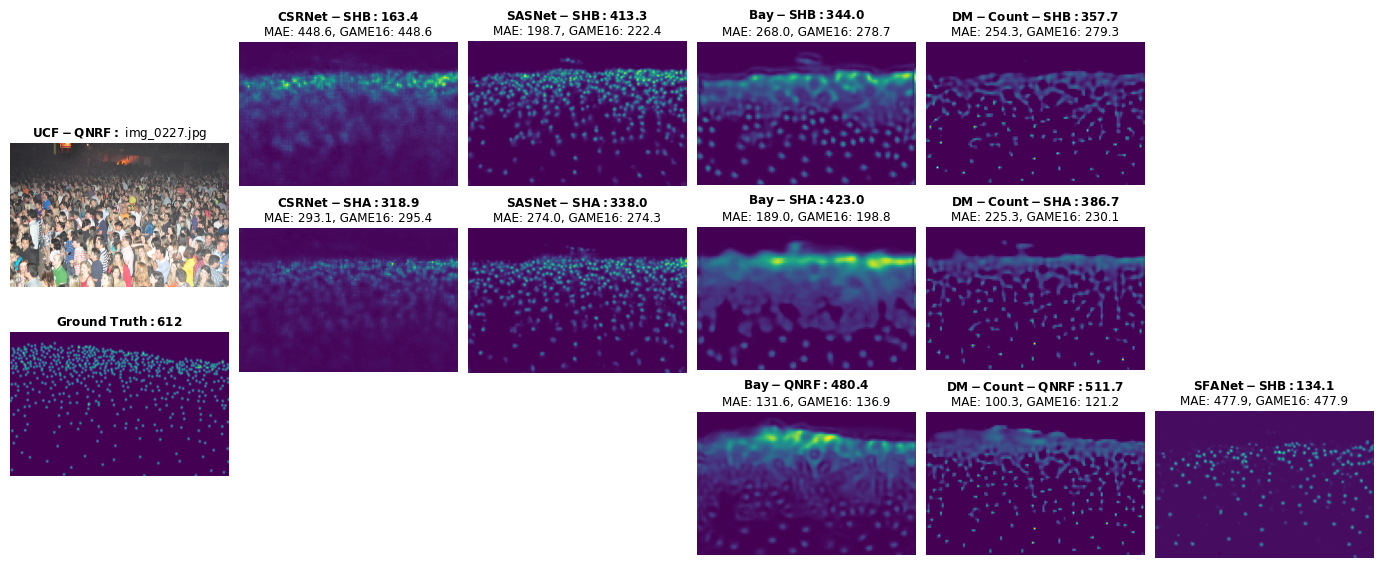 CSRNet−SHB: 163.4
MAE: 448.6, GAME16: 448.6
SASNet−SHB: 413.3
MAE: 198.7, GAME16: 222.4
Bay−SHB: 344.0
MAE: 268.0, GAME16: 278.7
DM−Count−SHB: 357.7
MAE: 254.3, GAME16: 279.3
UCF−QNRF: img_0227.jpg
CSRNet−SHA: 318.9
MAE: 293.1, GAME16: 295.4
SASNet−SHA: 338.0
MAE: 274.0, GAME16: 274.3
Bay−SHA: 423.0
MAE: 189.0, GAME16: 198.8
DM−Count−SHA: 386.7
MAE: 225.3, GAME16: 230.1
Ground Truth: 612
Bay−QNRF: 480.4
MAE: 131.6, GAME16: 136.9
DM−Count−QNRF: 511.7
MAE: 100.3, GAME16: 121.2
SFANet−SHB: 134.1
MAE: 477.9, GAME16: 477.9